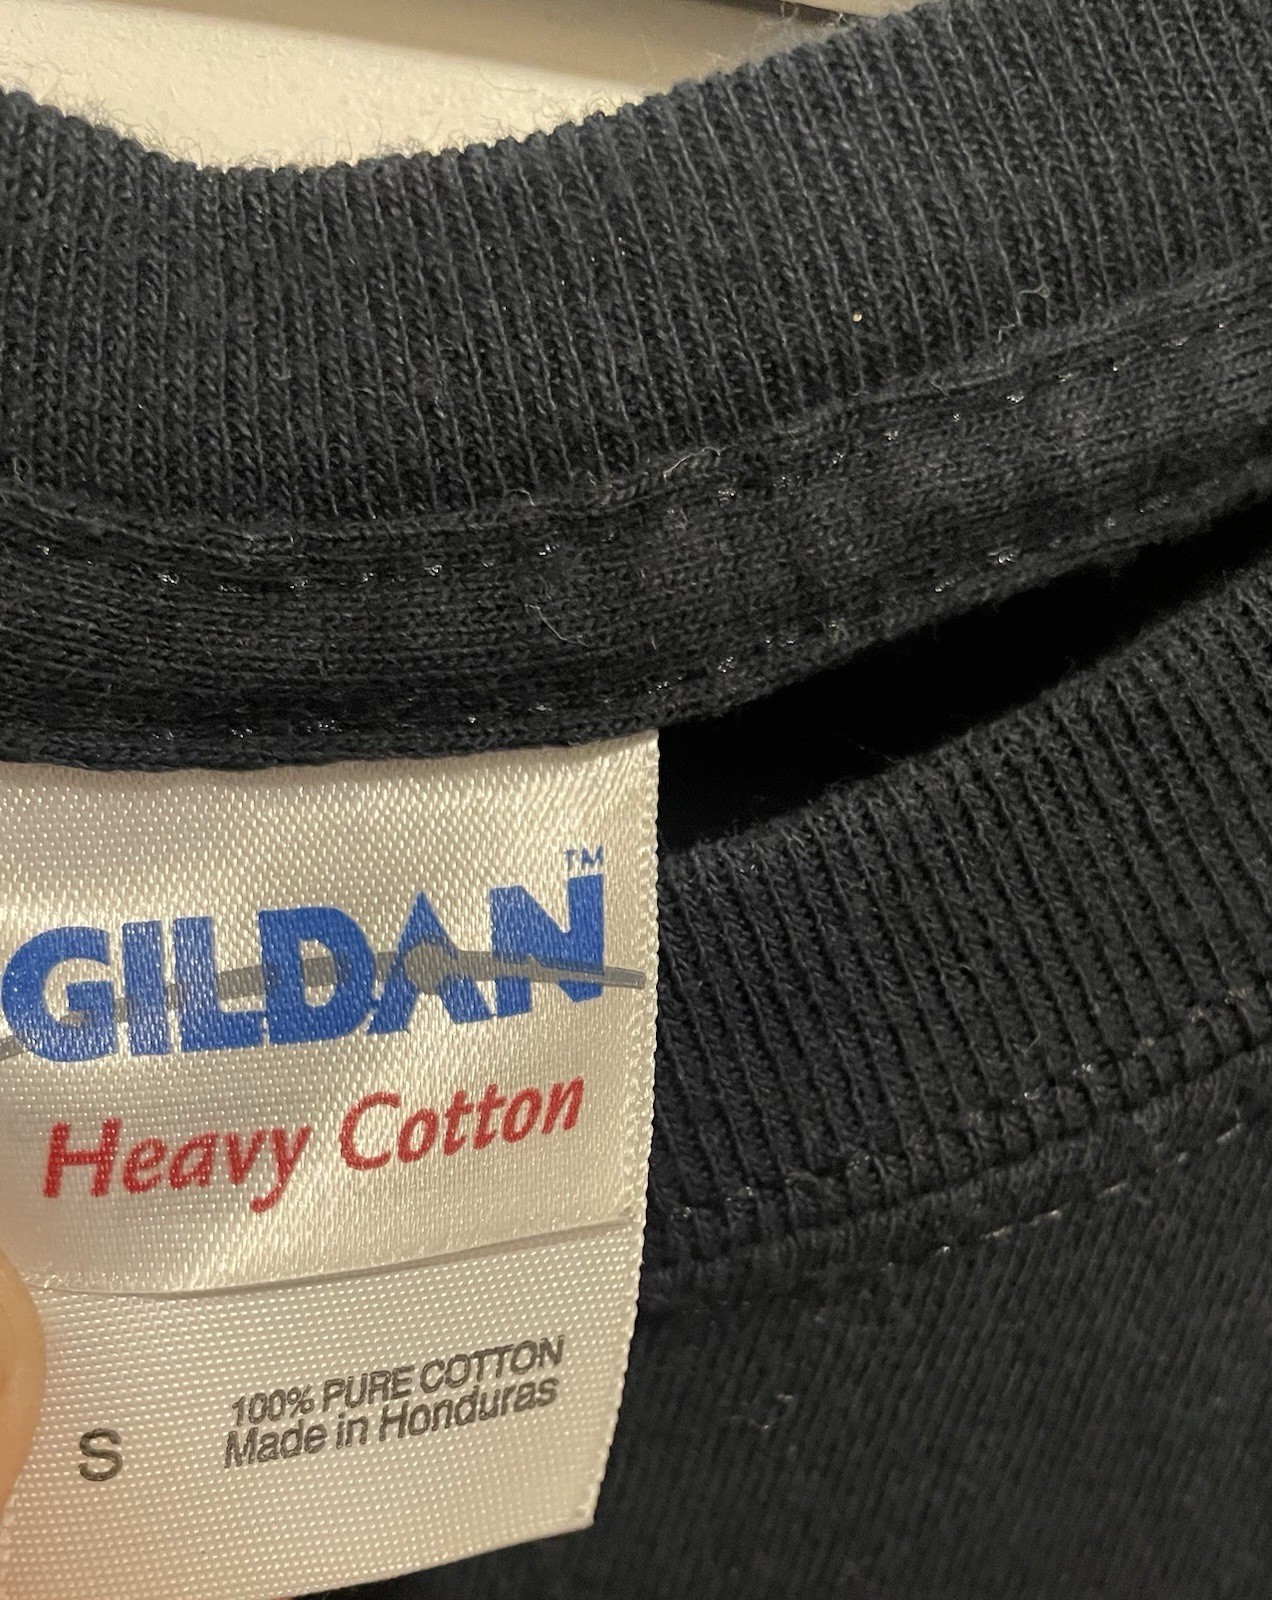 GILDAN™
Heavy Cotton
100% PURE COTTON
S Made in Honduras